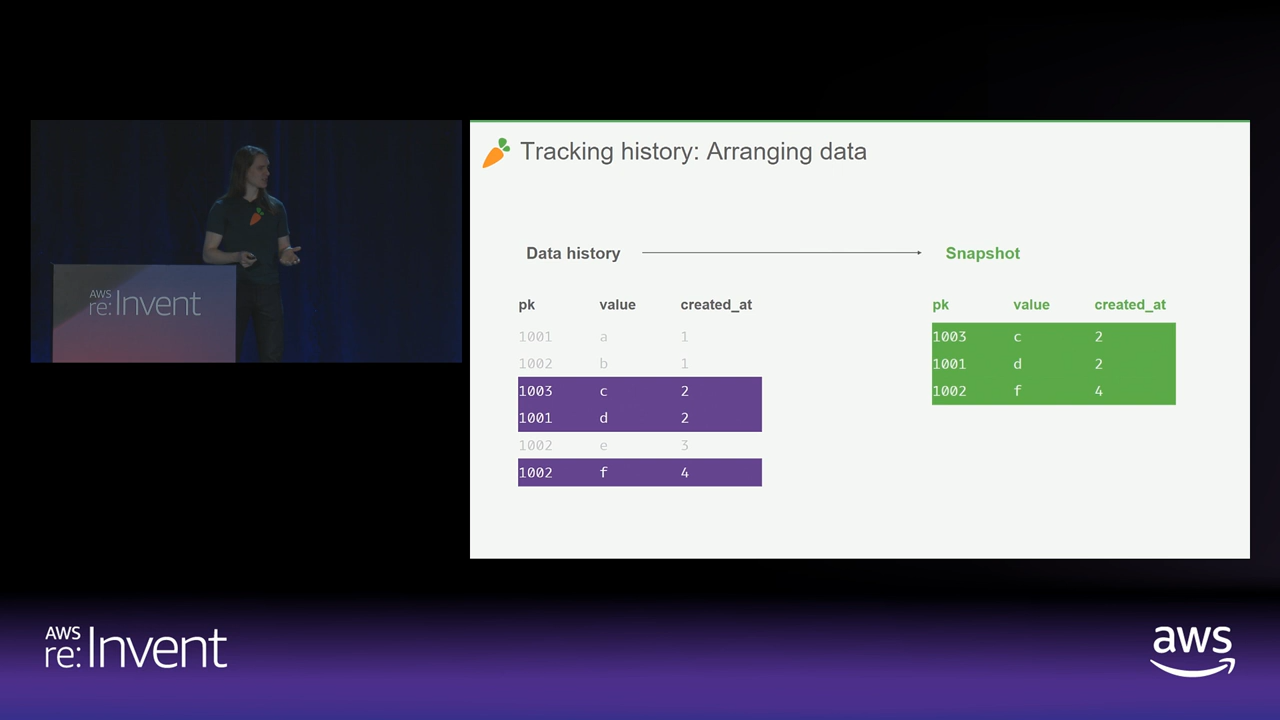 AWS
re:Invent
Tracking history: Arranging data
Data history
Snapshot
pk value created_at
1001 a 1
1002 b 1
1003 c 2
1001 d 2
1002 e 3
1002 f 4
pk value created_at
1003 c 2
1001 d 2
1002 f 4
AWS
re:Invent
aws